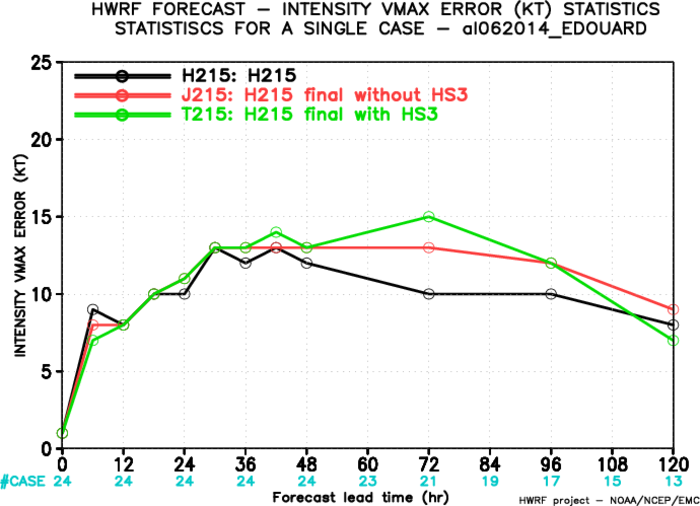 HWRF FORECAST – INTENSITY VMAX ERROR (KT) STATISTICS
STATISTISCS FOR A SINGLE CASE – al062014_EDOUARD
H215: H215
J215: H215 final without HS3
T215: H215 final with HS3
INTENSITY VMAX ERROR (KT)
25
20
15
10
5
0
0 12 24 36 48 60 72 84 96 108 120
#CASE 24 24 24 24 24 23 21 19 17 15 13
Forecast lead time (hr)
HWRF project – NOAA/NCEP/EMC